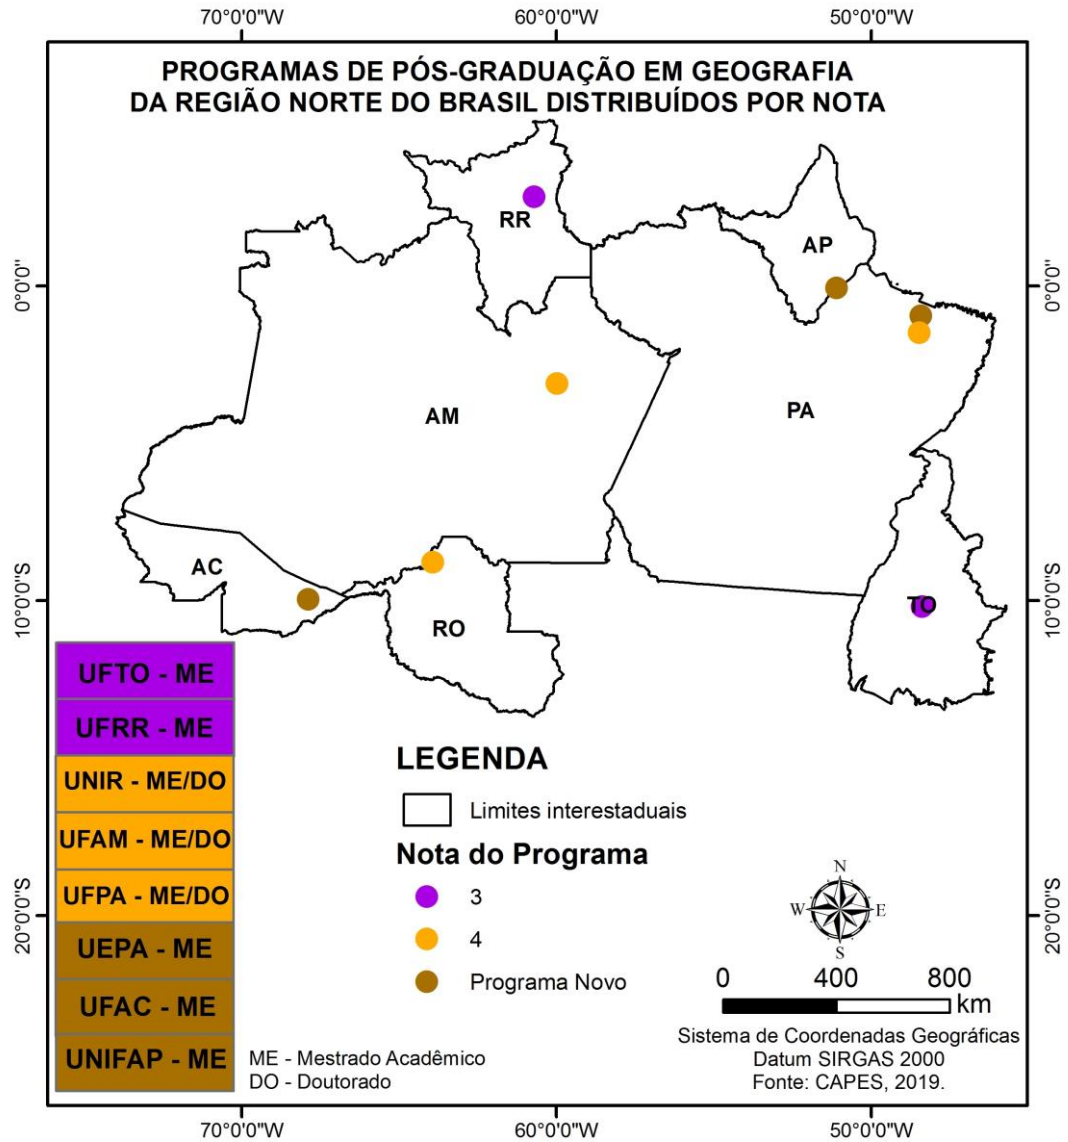 70°0'0"W 60°0'0"W 50°0'0"W
PROGRAMAS DE PÓS-GRADUAÇÃO EM GEOGRAFIA
DA REGIÃO NORTE DO BRASIL DISTRIBUÍDOS POR NOTA
RR
AP
0°0'0" 0°0'0"
AM
PA
AC
10°0'0"S 10°0'0"S
TO
RO
UFTO - ME
UFRR - ME
UNIR - ME/DO
UFAM - ME/DO
UFPA - ME/DO
UEPA - ME
UFAC - ME
UNIFAP - ME
LEGENDA
Limites interestaduais
Nota do Programa
3
4
Programa Novo
ME - Mestrado Acadêmico
DO - Doutorado
N
W E
S
20°0'0"S 20°0'0"S
0 400 800
km
Sistema de Coordenadas Geográficas
Datum SIRGAS 2000
Fonte: CAPES, 2019.
70°0'0"W 60°0'0"W 50°0'0"W